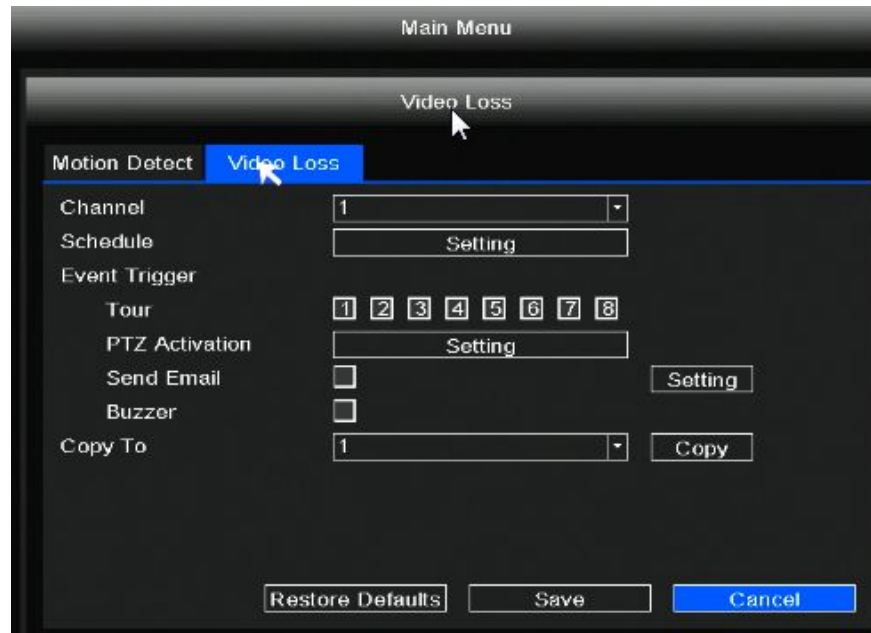 Main Menu
Video Loss
Motion Detect Video Loss
Channel 1
Schedule Setting
Event Trigger
Tour 1 2 3 4 5 6 7 8
PTZ Activation Setting
Send Email Setting
Buzzer
Copy To 1 Copy
Restore Defaults Save Cancel